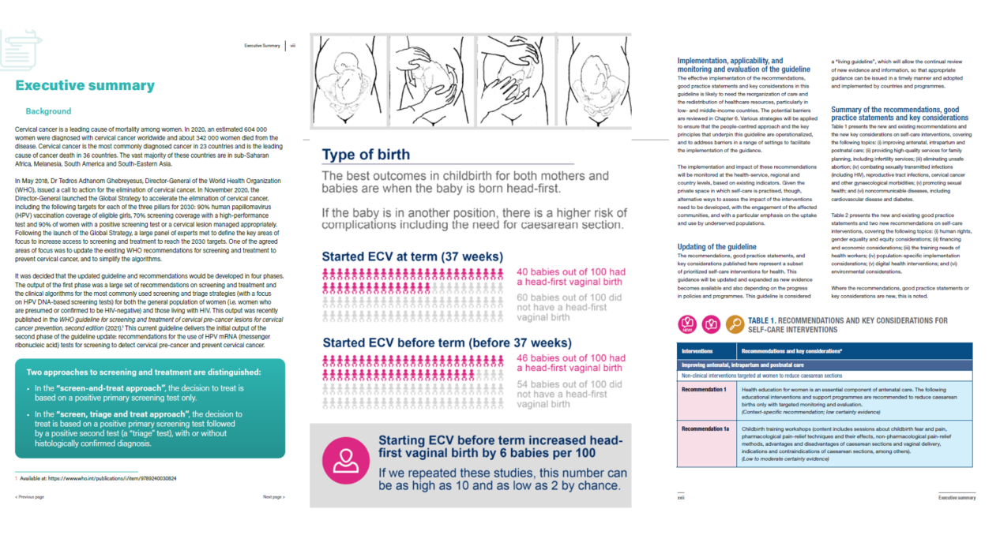 Executive Summary
viii
Executive summary
Background
Cervical cancer is a leading cause of mortality among women. In 2020, an estimated 604 000
women were diagnosed with cervical cancer worldwide and about 342 000 women died from the
disease. Cervical cancer is the most commonly diagnosed cancer in 23 countries and is the leading
cause of cancer death in 36 countries. The vast majority of these countries are in sub-Saharan
Africa, Melanesia, South America and South-Eastern Asia.
In May 2018, Dr Tedros Adhanom Ghebreyesus, Director-General of the World Health Organization
(WHO), issued a call to action for the elimination of cervical cancer. In November 2020, the
Director-General launched the Global Strategy to accelerate the elimination of cervical cancer,
including the following targets for each of the three pillars for 2030: 90% human papillomavirus
(HPV) vaccination coverage of eligible girls, 70% screening coverage with a high-performance
test and 90% of women with a positive screening test or a cervical lesion managed appropriately.
Following the launch of the Global Strategy, a large panel of experts met to define the key areas of
focus to increase access to screening and treatment to reach the 2030 targets. One of the agreed
areas of focus was to update the existing WHO recommendations for screening and treatment to
prevent cervical cancer, and to simplify the algorithms.
It was decided that the updated guideline and recommendations would be developed in four phases.
The output of the first phase was a large set of recommendations on screening and treatment and
the clinical algorithms for the most commonly used screening and triage strategies (with a focus
on HPV DNA-based screening tests) for both the general population of women (i.e. women who
are presumed or confirmed to be HIV-negative) and those living with HIV. This output was recently
published in the WHO guideline for screening and treatment of cervical pre-cancer lesions for cervical
cancer prevention, second edition (2021).¹ This current guideline delivers the initial output of the
second phase of the guideline update: recommendations for the use of HPV mRNA (messenger
ribonucleic acid) tests for screening to detect cervical pre-cancer and prevent cervical cancer.
Two approaches to screening and treatment are distinguished:
• In the “screen-and-treat approach”, the decision to treat is
based on a positive primary screening test only.
• In the “screen, triage and treat approach”, the decision to
treat is based on a positive primary screening test followed
by a positive second test (a “triage” test), with or without
histologically confirmed diagnosis.
1 Available at: https://www.who.int/publications/i/item/9789240030824
< Previous page
Next page >
Type of birth
The best outcomes in childbirth for both mothers and
babies are when the baby is born head-first.
If the baby is in another position, there is a higher risk of
complications including the need for caesarean section.
Started ECV at term (37 weeks)
40 babies out of 100 had
a head-first vaginal birth
60 babies out of 100 did
not have a head-first
vaginal birth
Started ECV before term (before 37 weeks)
46 babies out of 100 had
a head-first vaginal birth
54 babies out of 100 did
not have a head-first
vaginal birth
Starting ECV before term increased head-
first vaginal birth by 6 babies per 100
If we repeated these studies, this number can
be as high as 10 and as low as 2 by chance.
Implementation, applicability, and
monitoring and evaluation of the guideline
The effective implementation of the recommendations,
good practice statements and key considerations in this
guideline is likely to need the reorganization of care and
the redistribution of healthcare resources, particularly in
low- and middle-income countries. The potential barriers
are reviewed in Chapter 6. Various strategies will be applied
to ensure that the people-centred approach and the key
principles that underpin this guideline are operationalized,
and to address barriers in a range of settings to facilitate
the implementation of the guidance.
The implementation and impact of these recommendations
will be monitored at the health-service, regional and
country levels, based on existing indicators. Given the
private space in which self-care is practised, though,
alternative ways to assess the impact of the interventions
need to be developed, with the engagement of the affected
communities, and with a particular emphasis on the uptake
and use by underserved populations.
Updating of the guideline
The recommendations, good practice statements, and
key considerations published here represent a subset
of prioritized self-care interventions for health. This
guidance will be updated and expanded as new evidence
becomes available and also depending on the progress
in policies and programmes. This guideline is considered
a “living guideline”, which will allow the continual review
of new evidence and information, so that appropriate
guidance can be issued in a timely manner and adopted
and implemented by countries and programmes.
Summary of the recommendations, good
practice statements and key considerations
Table 1 presents the new and existing recommendations and
the new key considerations on self-care interventions, covering
the following topics: (i) improving antenatal, intrapartum and
postnatal care; (ii) providing high-quality services for family
planning, including infertility services; (iii) eliminating unsafe
abortion; (iv) combating sexually transmitted infections
(including HIV), reproductive tract infections, cervical cancer
and other gynaecological morbidities; (v) promoting sexual
health; and (vi) noncommunicable diseases, including
cardiovascular disease and diabetes.
Table 2 presents the new and existing good practice
statements and two new recommendations on self-care
interventions, covering the following topics: (i) human rights,
gender equality and equity considerations; (ii) financing
and economic considerations; (iii) the training needs of
health workers; (iv) population-specific implementation
considerations; (v) digital health interventions; and (vi)
environmental considerations.
Where the recommendations, good practice statements or
key considerations are new, this is noted.
NEW
TABLE 1. RECOMMENDATIONS AND KEY CONSIDERATIONS FOR
SELF-CARE INTERVENTIONS
Interventions
Recommendations and key considerationsª
Improving antenatal, intrapartum and postnatal care
Non-clinical interventions targeted at women to reduce caesarean sections
Recommendation 1
Health education for women is an essential component of antenatal care. The following
educational interventions and support programmes are recommended to reduce caesarean
births only with targeted monitoring and evaluation.
(Context-specific recommendation; low certainty evidence)
Recommendation 1a
Childbirth training workshops (content includes sessions about childbirth fear and pain,
pharmacological pain-relief techniques and their effects, non-pharmacological pain-relief
methods, advantages and disadvantages of caesarean sections and vaginal delivery,
indications and contraindications of caesarean sections, among others).
(Low to moderate certainty evidence)
xvii
Executive summary